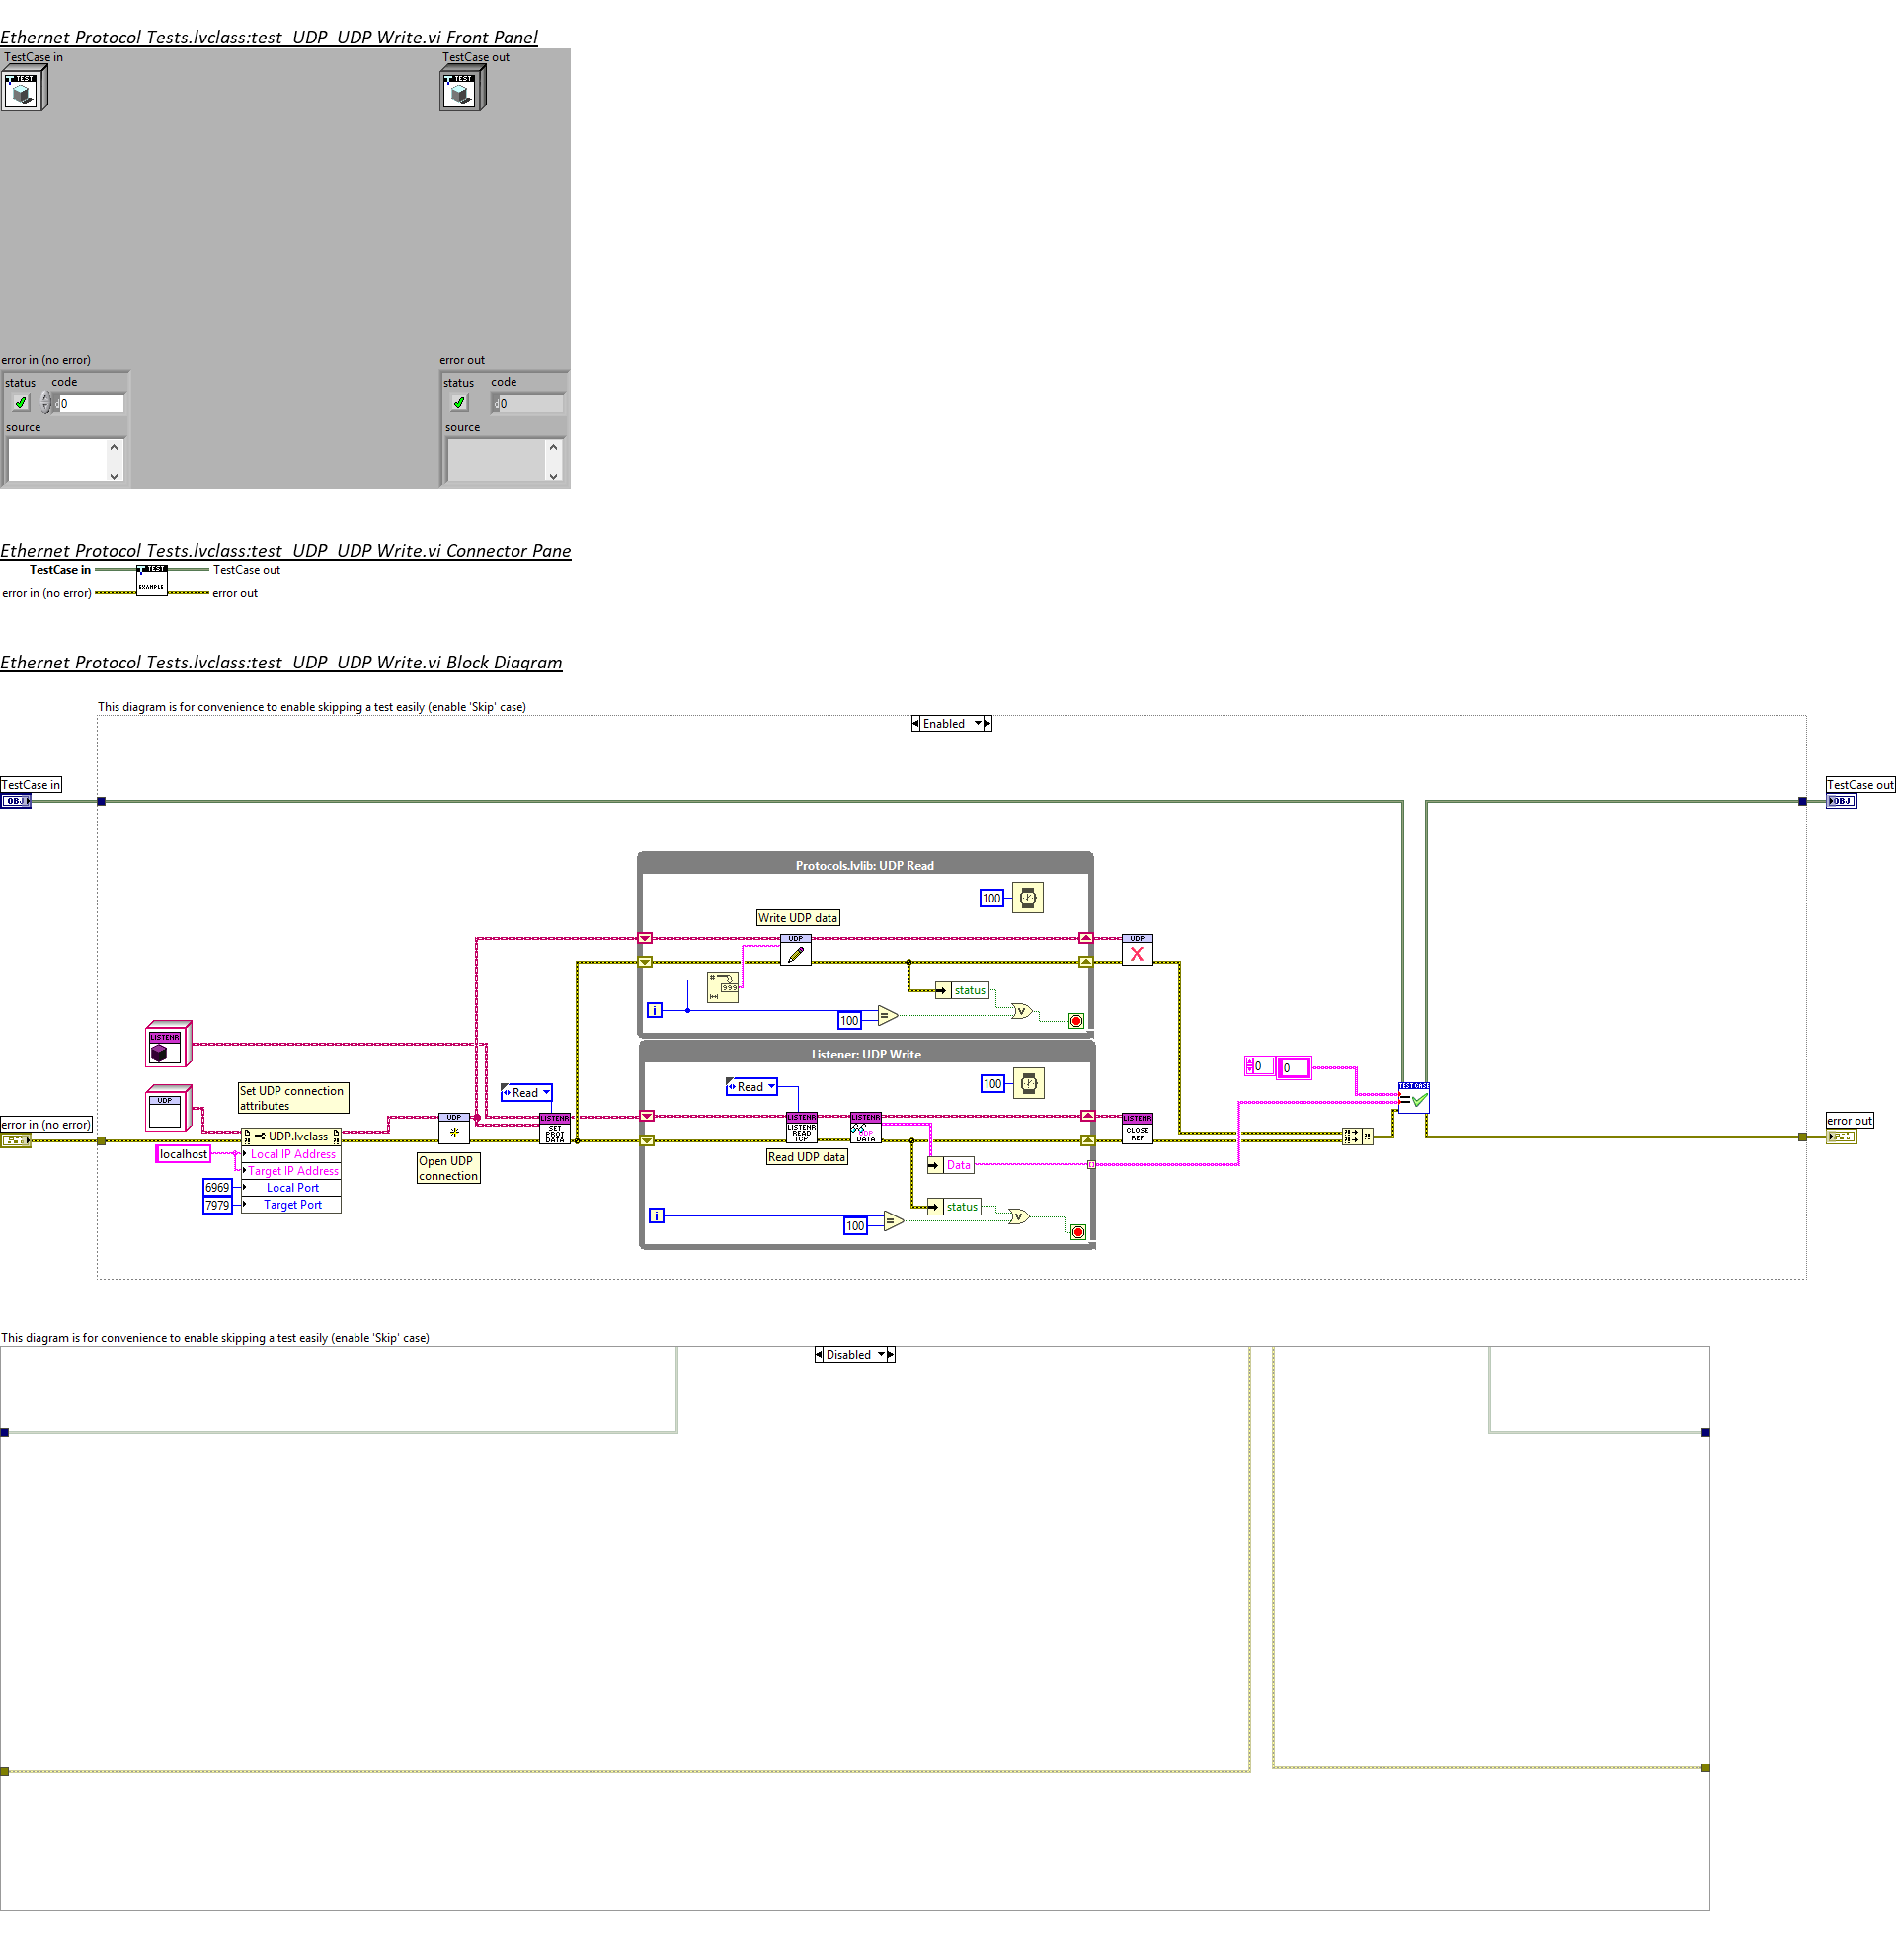 Ethernet Protocol Tests.lvclass:test_UDP_UDP Write.vi Front Panel
TestCase in
TestCase out
TEST
TEST
error in (no error)
error out
status
code
status
code
0
0
source
source
Ethernet Protocol Tests.lvclass:test_UDP_UDP Write.vi Connector Pane
TestCase in
TEST
TestCase out
EXAMPLE
error in (no error)
error out
Ethernet Protocol Tests.lvclass:test_UDP_UDP Write.vi Block Diagram
This diagram is for convenience to enable skipping a test easily (enable 'Skip' case)
Enabled
TestCase in
OBJ
TestCase out
OBJ
Protocols.lvlib: UDP Read
100
Write UDP data
UDP
UDP
999
status
i
100
=
v
LISTENR
Listener: UDP Write
Set UDP connection
attributes
UDP
Read
Read
100
0
0
TEST CASE
error in (no error)
UDP
LISTENR
SET
PROT
DATA
LISTENR
READ
TCP
LISTENR
UDP
DATA
LISTENR
CLOSE
REF
error out
UDP.lvclass
localhost
Local IP Address
Target IP Address
6969
Local Port
7979
Target Port
Open UDP
connection
Read UDP data
Data
status
i
100
=
v
This diagram is for convenience to enable skipping a test easily (enable 'Skip' case)
Disabled